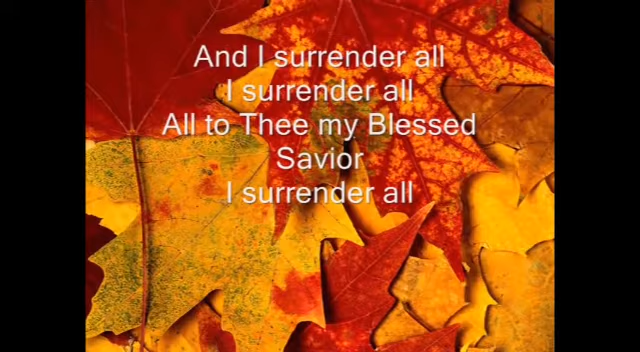 And I surrender all
I surrender all
All to Thee my Blessed
Savior
I surrender all